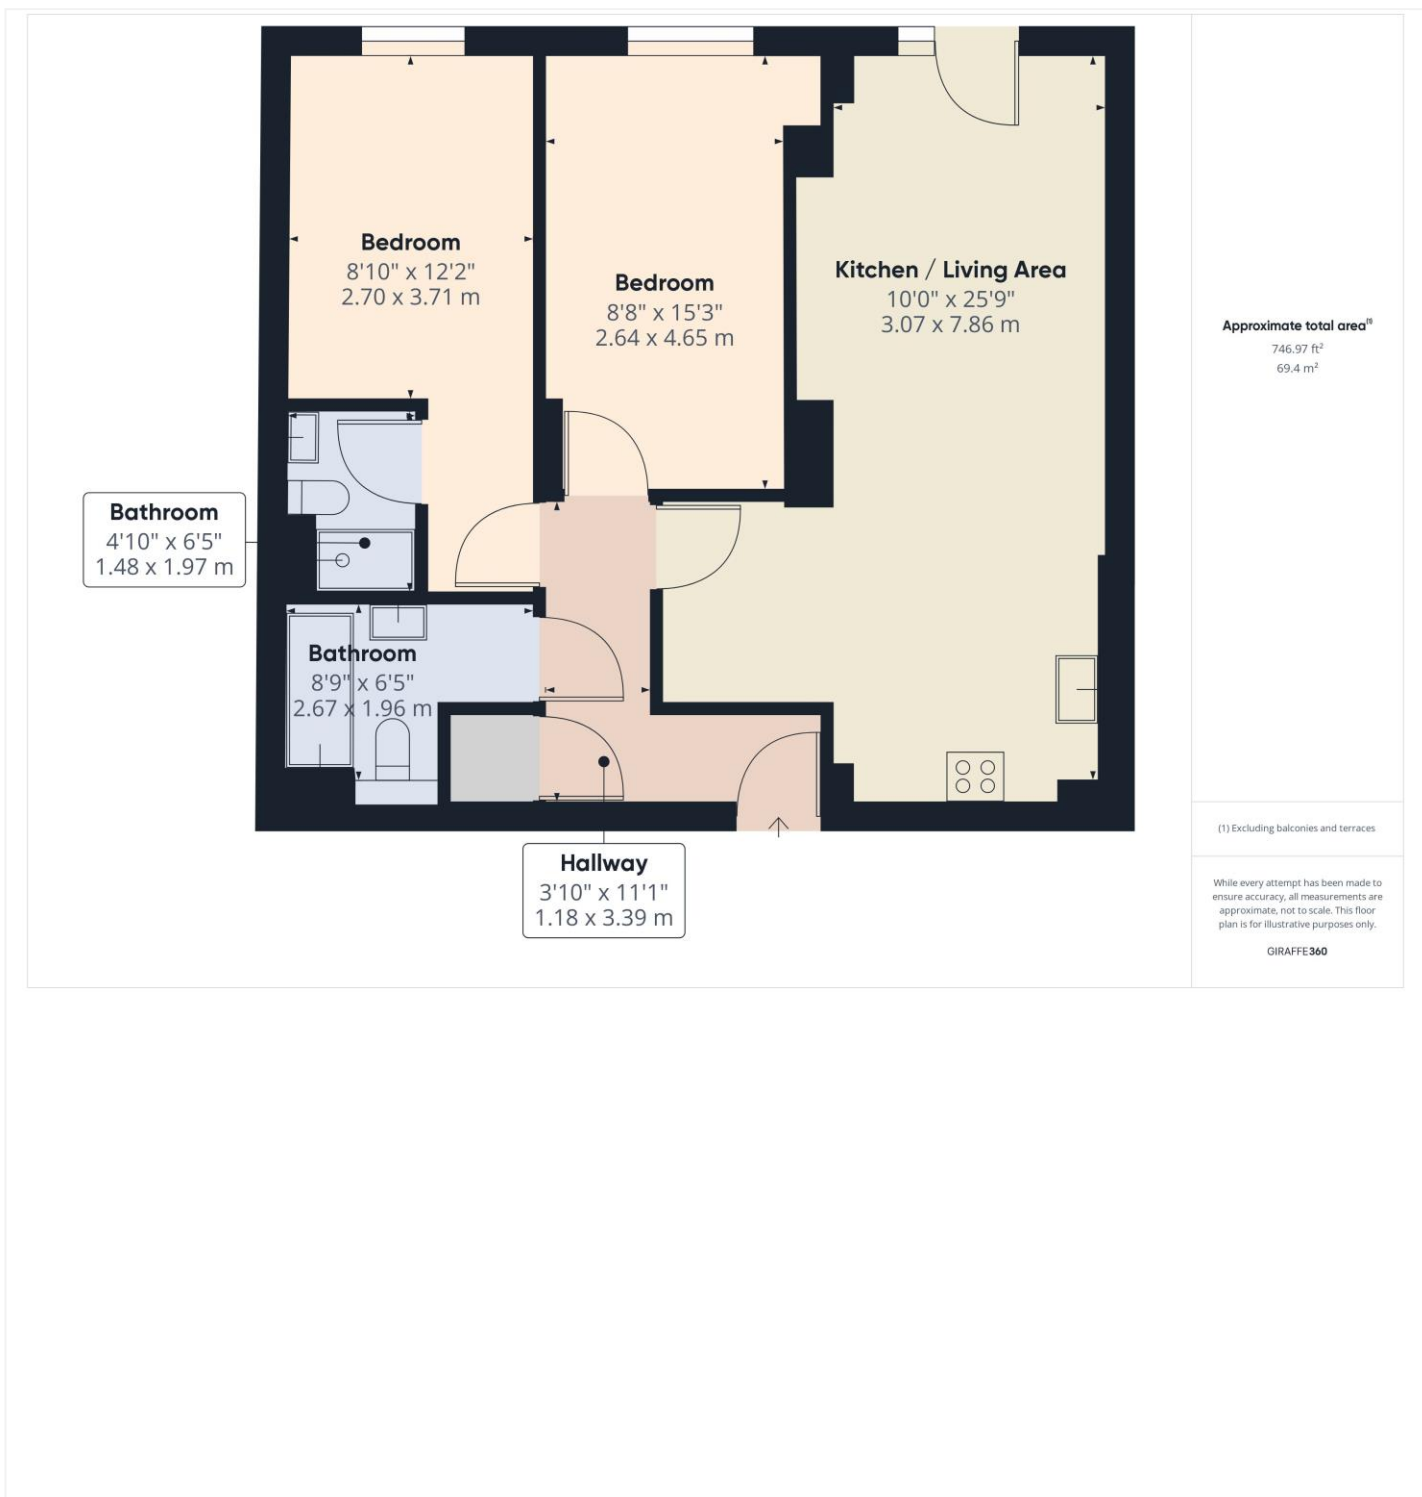 Bedroom
8'10" x 12'2"
2.70 x 3.71 m
Bedroom
8'8" x 15'3"
2.64 x 4.65 m
Kitchen / Living Area
10'0" x 25'9"
3.07 x 7.86 m
Bathroom
4'10" x 6'5"
1.48 x 1.97 m
Bathroom
8'9" x 6'5"
2.67 x 1.96 m
Hallway
3'10" x 11'1"
1.18 x 3.39 m
Approximate total area⁽¹⁾
746.97 ft²
69.4 m²
(1) Excluding balconies and terraces
While every attempt has been made to
ensure accuracy, all measurements are
approximate, not to scale. This floor
plan is for illustrative purposes only.
GIRAFFE360